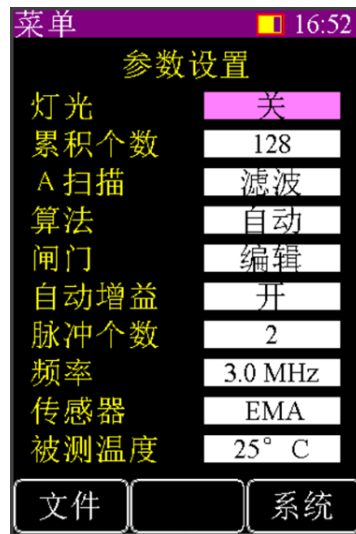 菜单 16:52
参数设置
灯光 关
累积个数 128
A扫描 滤波
算法 自动
闸门 编辑
自动增益 开
脉冲个数 2
频率 3.0 MHz
传感器 EMA
被测温度 25° C
文件 系统